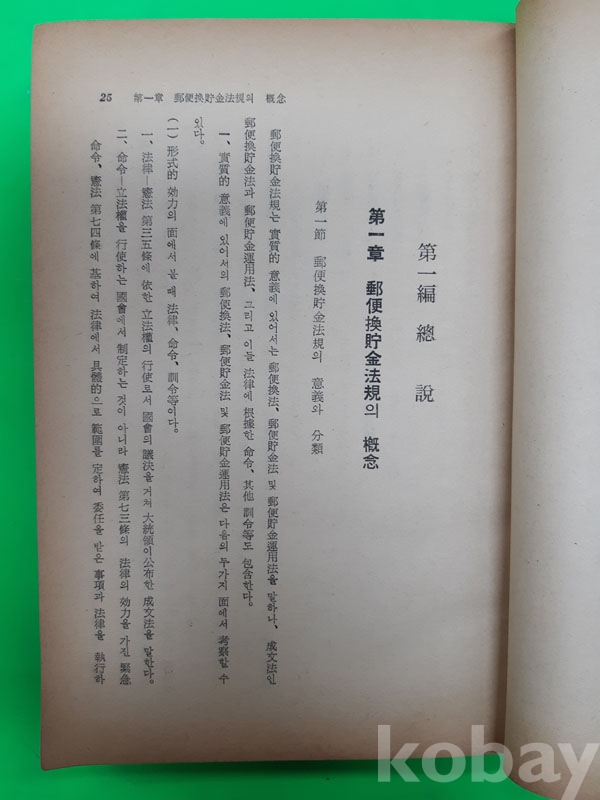 25 第一章 郵便換貯金法規의 概念
第一編 總說
第一章 郵便換貯金法規의 概念
第一節 郵便換貯金法規의 意義와 分類
郵便換貯金法規는 實質的 意義에 있어서는 郵便換法、郵便貯金法 및 郵便貯金運用法을 말하나、成文法인
郵便換貯金法과 郵便貯金運用法、그리고 이들 法律에 根據한 命令、其他 訓令等도 包含한다。
一、實質的 意義에 있어서의 郵便換法、郵便貯金法 및 郵便貯金運用法은 다음의 두가지 面에서 考察할 수
있다。
(一) 形式的 効力의 面에서 볼 때 法律、命令、訓令等이다。
一、法律—憲法 第三五條에 依한 立法權의 行使로서 國會의 議決을 거쳐 大統領이 公布한 成文法을 말한다。
二、命令—立法權을 行使하는 國會에서 制定하는 것이 아니라 憲法 第七三條의 法律의 効力을 가진 緊急
命令、憲法 第七四條에 基하여 法律에서 具體的으로 範圍를 定하여 委任을 받은 事項과 法律을 執行하
kobay